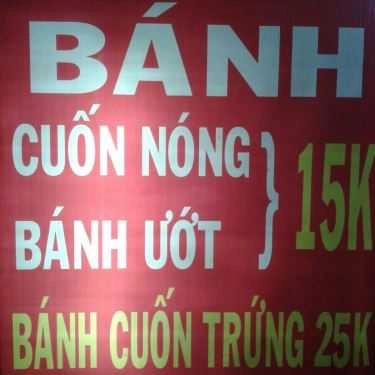 BÁNH
CUỐN NÓNG
BÁNH ƯỚT } 15K
BÁNH CUỐN TRỨNG 25K